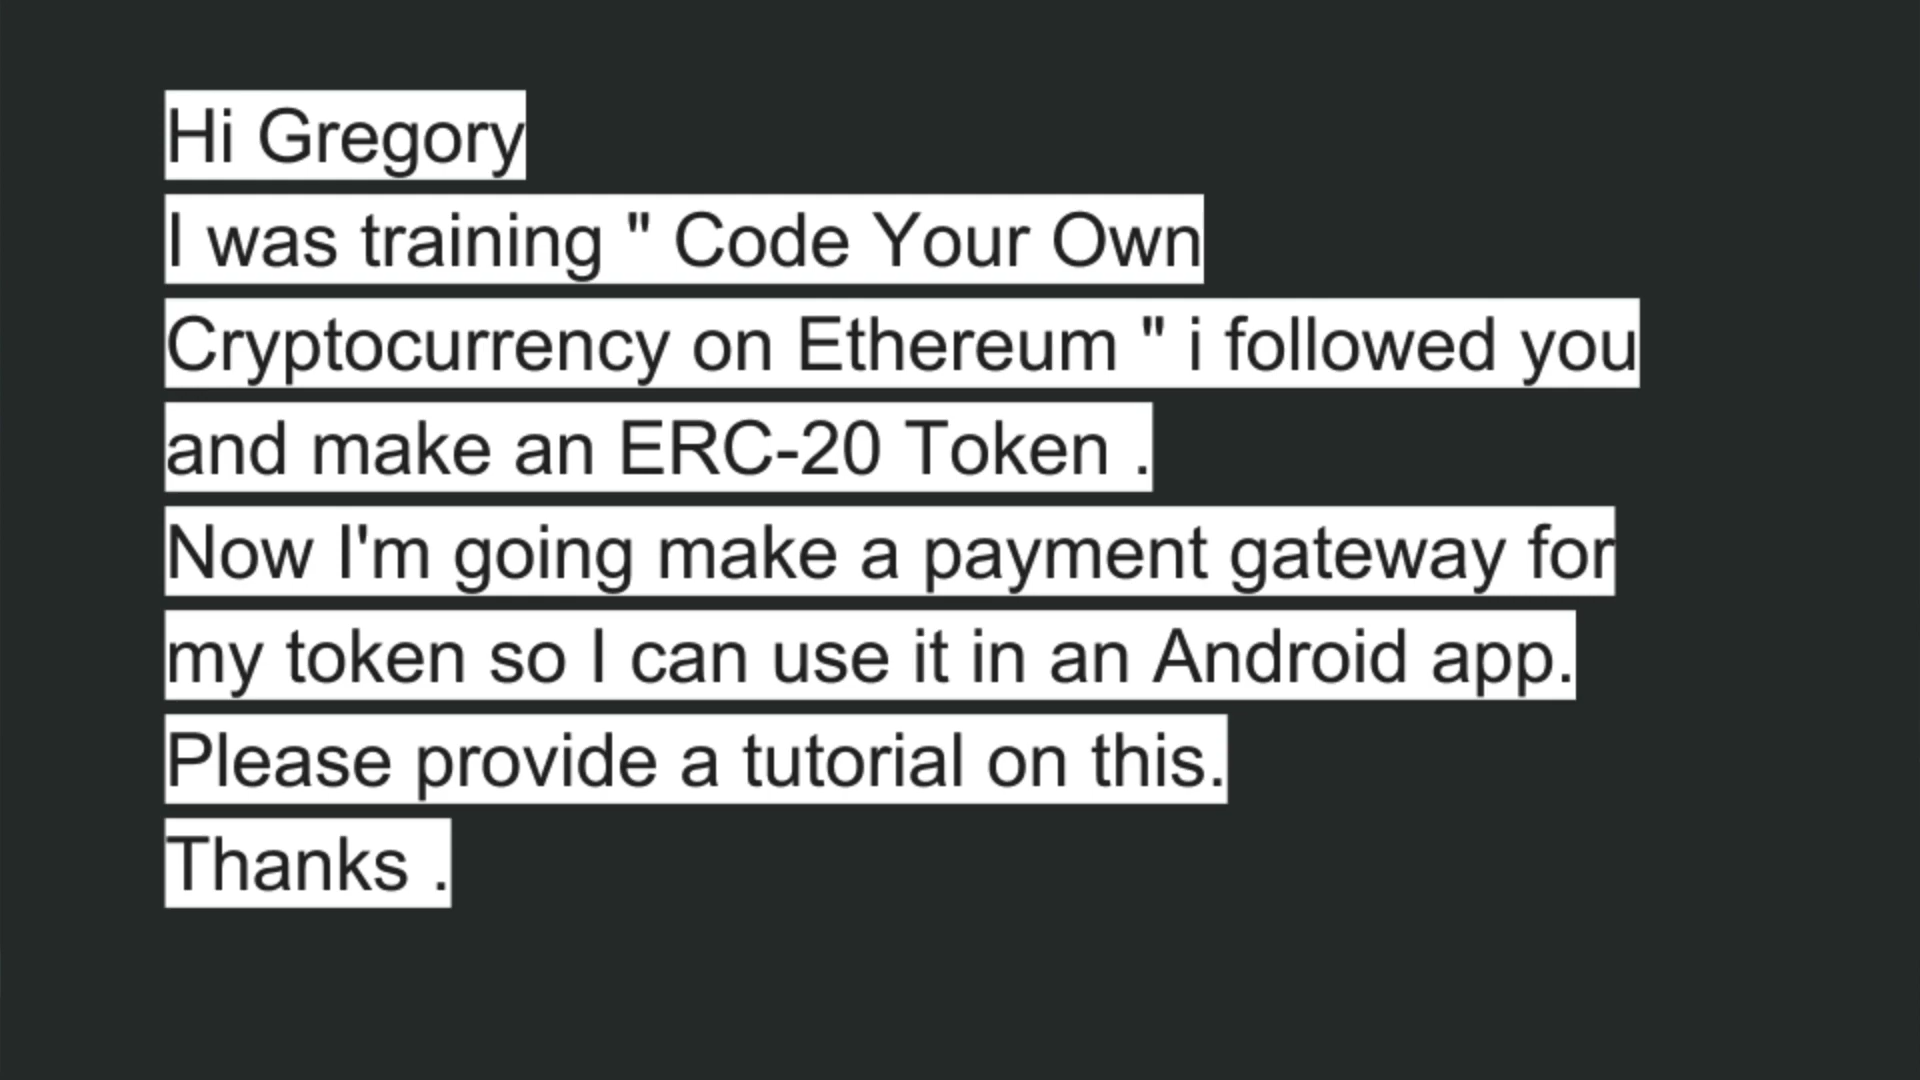 Hi Gregory
I was training " Code Your Own
Cryptocurrency on Ethereum " i followed you
and make an ERC-20 Token .
Now I'm going make a payment gateway for
my token so I can use it in an Android app.
Please provide a tutorial on this.
Thanks .